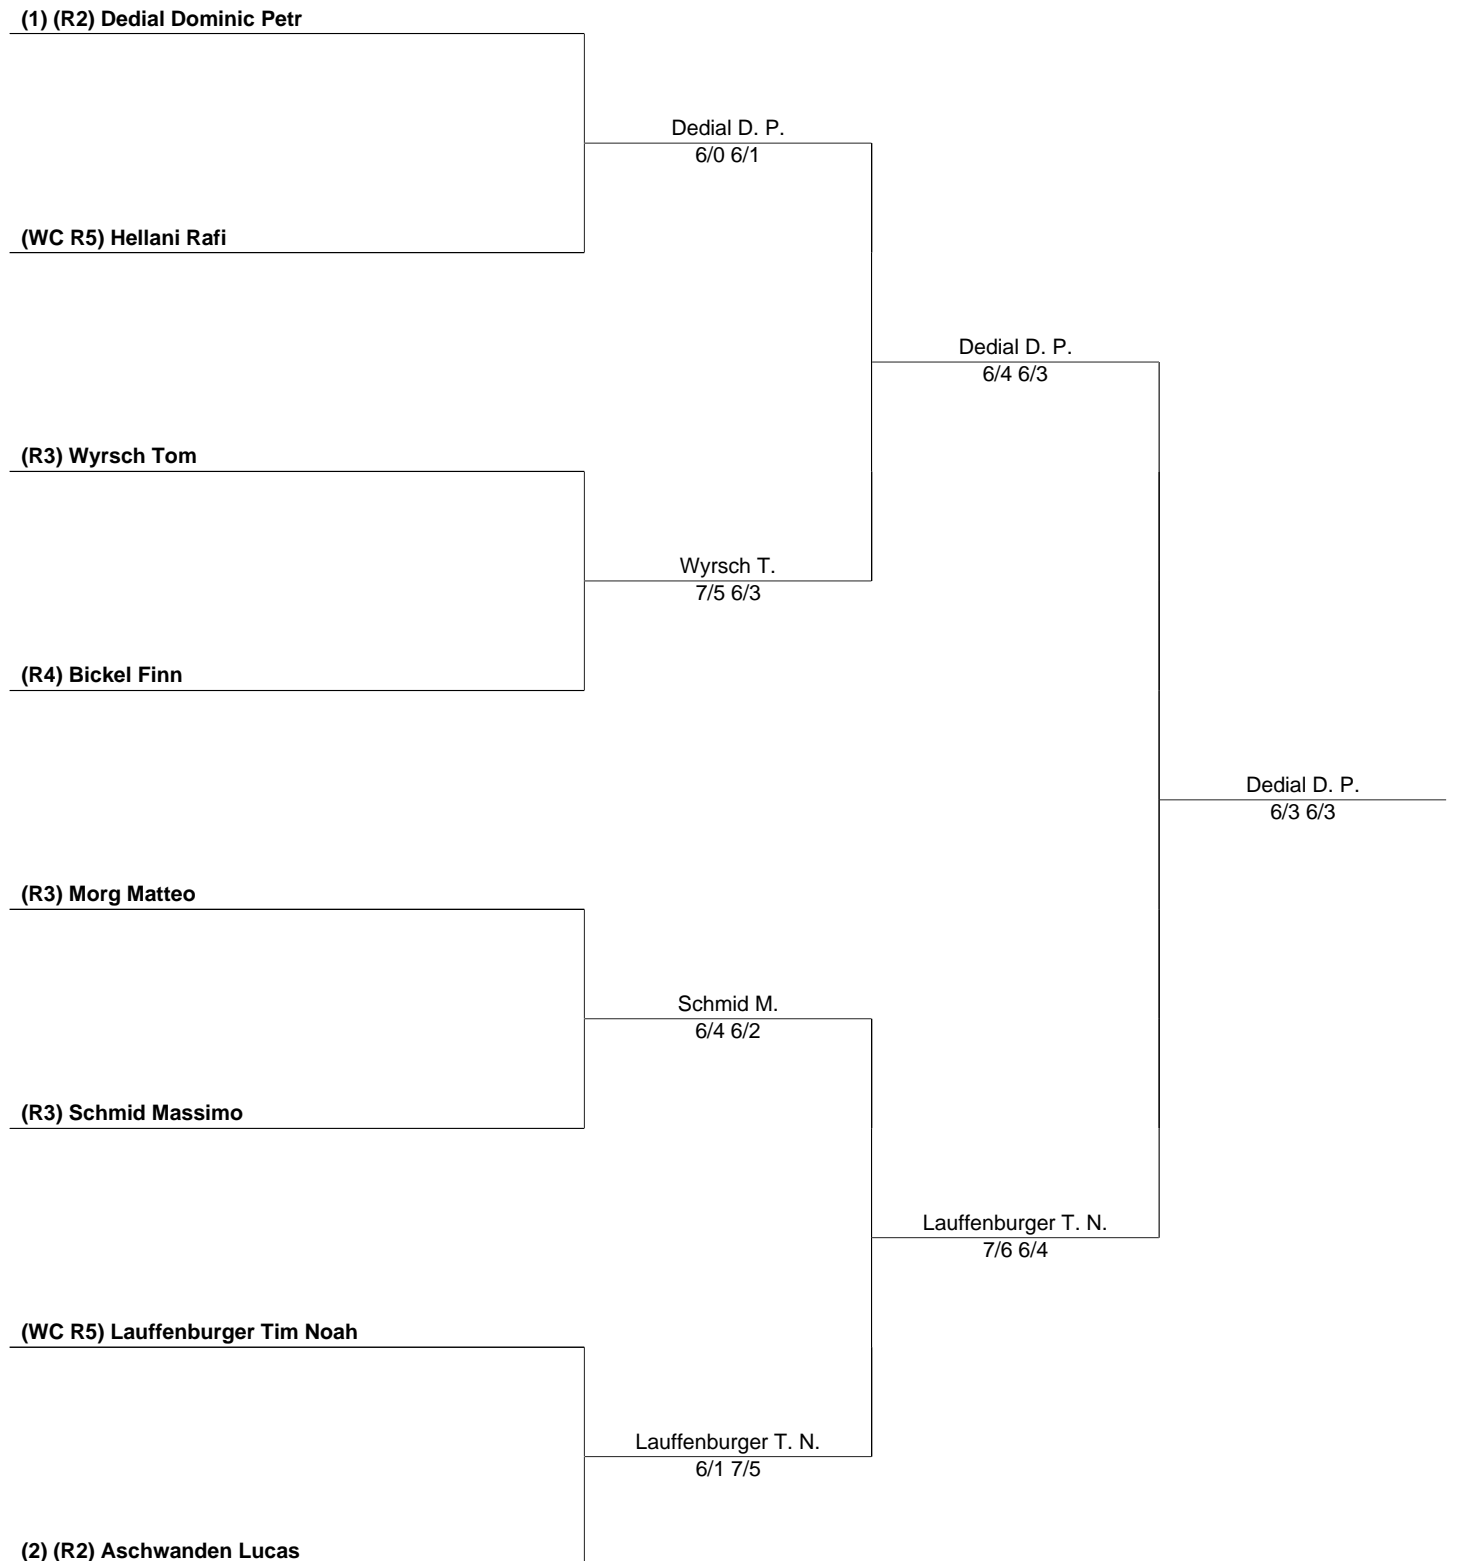 (1) (R2) Dedial Dominic Petr
Dedial D. P.
6/0 6/1
(WC R5) Hellani Rafi
Dedial D. P.
6/4 6/3
(R3) Wyrsch Tom
Wyrsch T.
7/5 6/3
(R4) Bickel Finn
Dedial D. P.
6/3 6/3
(R3) Morg Matteo
Schmid M.
6/4 6/2
(R3) Schmid Massimo
Lauffenburger T. N.
7/6 6/4
(WC R5) Lauffenburger Tim Noah
Lauffenburger T. N.
6/1 7/5
(2) (R2) Aschwanden Lucas